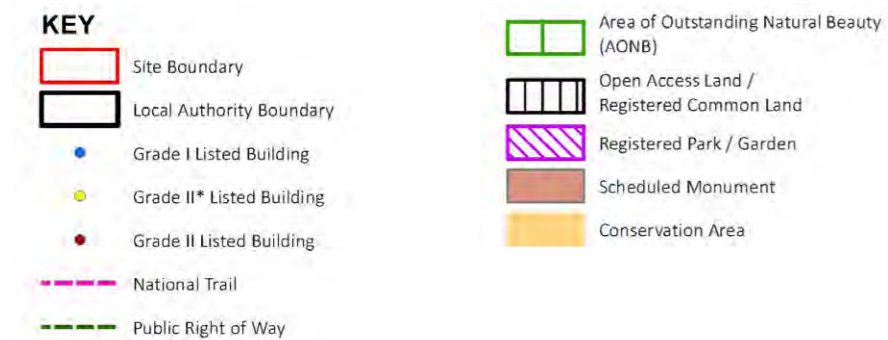 KEY
Site Boundary
Local Authority Boundary
Grade I Listed Building
Grade II* Listed Building
Grade II Listed Building
National Trail
Public Right of Way
Area of Outstanding Natural Beauty
(AONB)
Open Access Land /
Registered Common Land
Registered Park / Garden
Scheduled Monument
Conservation Area